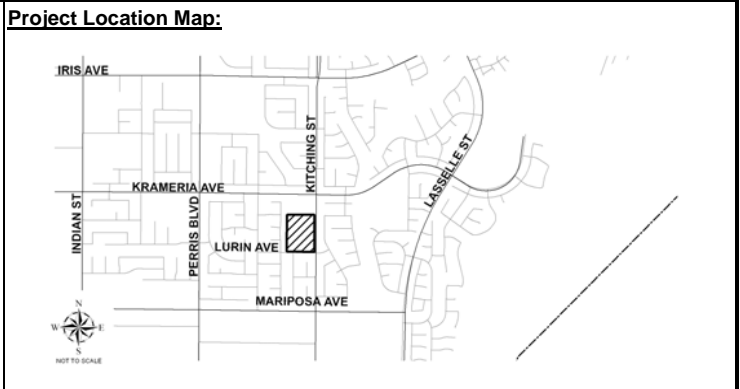 Project Location Map:
IRIS AVE
KITCHING ST
LASSELLE ST
KRAMERIA AVE
INDIAN ST
PERRIS BLVD
LURIN AVE
MARIPOSA AVE
N
W
E
S
NOT TO SCALE